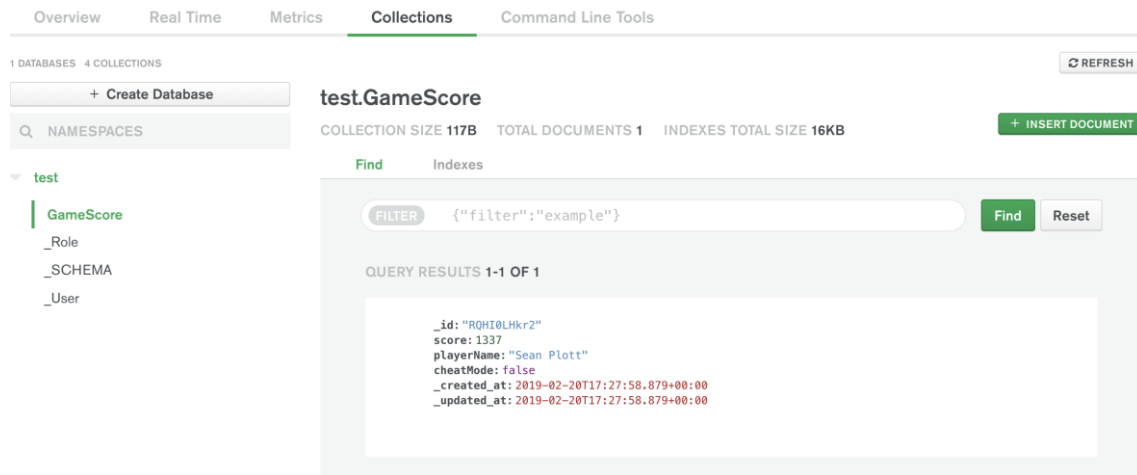 Overview Real Time Metrics Collections Command Line Tools
1 DATABASES 4 COLLECTIONS
REFRESH
+ Create Database
NAMESPACES
test
GameScore
_Role
_SCHEMA
_User
test.GameScore
COLLECTION SIZE 117B TOTAL DOCUMENTS 1 INDEXES TOTAL SIZE 16KB
+ INSERT DOCUMENT
Find Indexes
FILTER {"filter":"example"}
Find Reset
QUERY RESULTS 1-1 OF 1
_id: "RQHI0LHkr2"
score: 1337
playerName: "Sean Plott"
cheatMode: false
_created_at: 2019-02-20T17:27:58.879+00:00
_updated_at: 2019-02-20T17:27:58.879+00:00